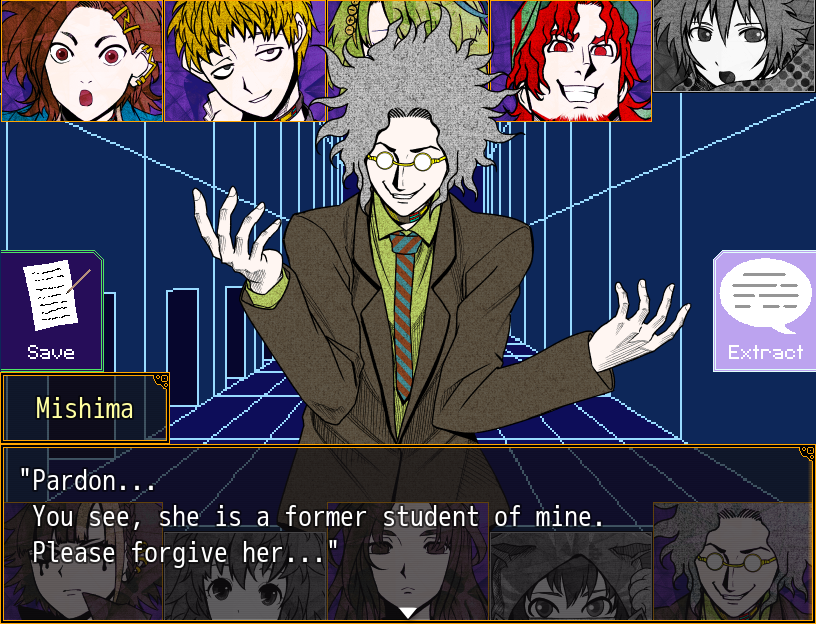 Save
Extract
Mishima
"Pardon...
You see, she is a former student of mine.
Please forgive her..."